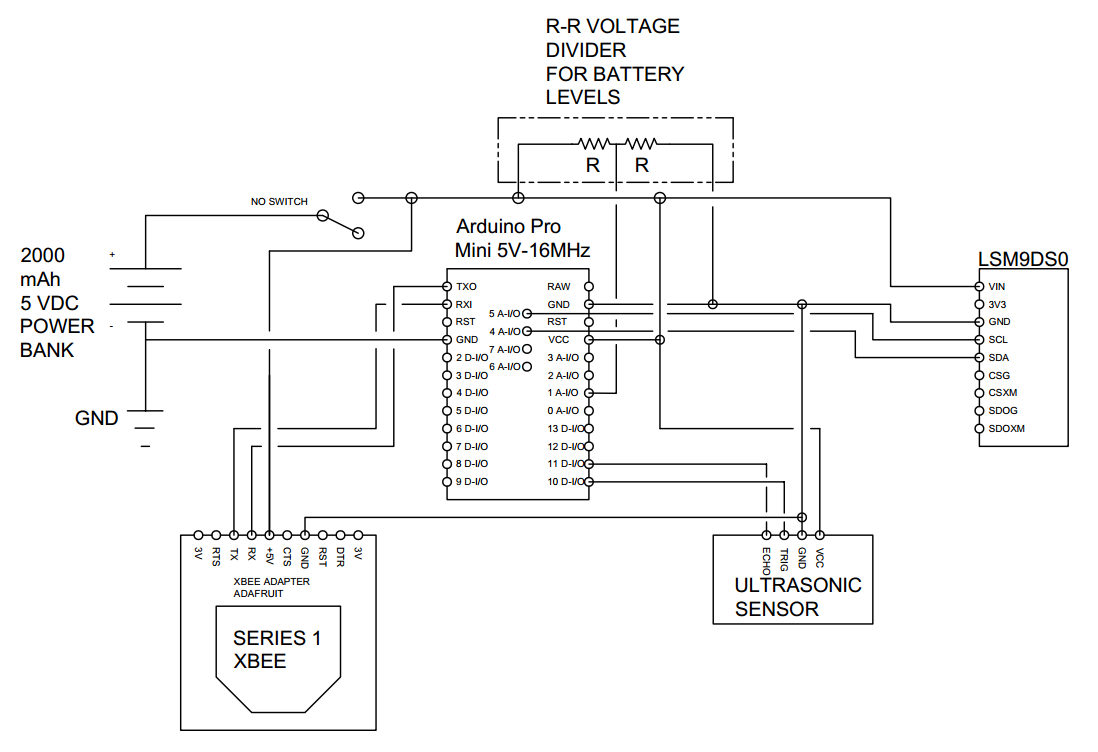 R-R VOLTAGE
DIVIDER
FOR BATTERY
LEVELS
R
R
NO SWITCH
Arduino Pro
Mini 5V-16MHz
2000
mAh
5 VDC
POWER
BANK
+
-
GND
TXO
RXI
RST
GND
2 D-I/O
3 D-I/O
4 D-I/O
5 D-I/O
6 D-I/O
7 D-I/O
8 D-I/O
9 D-I/O
5 A-I/O
4 A-I/O
7 A-I/O
6 A-I/O
RAW
GND
RST
VCC
3 A-I/O
2 A-I/O
1 A-I/O
0 A-I/O
13 D-I/O
12 D-I/O
11 D-I/O
10 D-I/O
LSM9DS0
VIN
3V3
GND
SCL
SDA
CSG
CSXM
SDOG
SDOXM
3V
RTS
TX
RX
+5V
CTS
GND
RST
DTR
3V
XBEE ADAPTER
ADAFRUIT
SERIES 1
XBEE
ECHO
TRIG
GND
VCC
ULTRASONIC
SENSOR